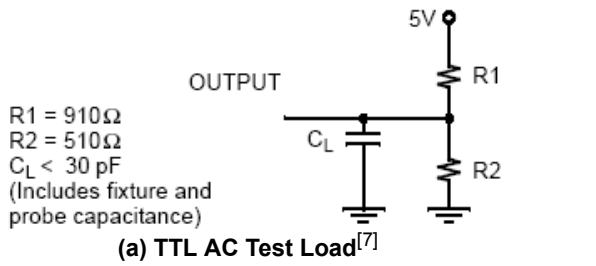 5V
R1
OUTPUT
R1 = 910Ω
R2 = 510Ω
C_L < 30 pF
(Includes fixture and
probe capacitance)
C_L
R2
(a) TTL AC Test Load[7]